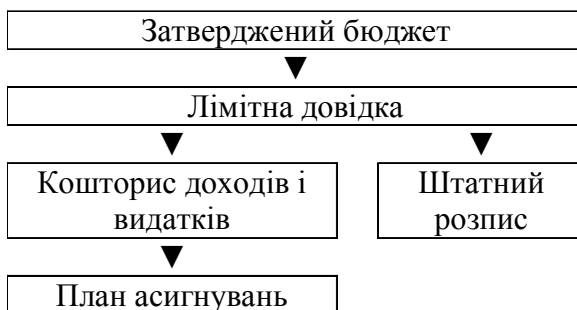 Затверджений бюджет
Лімітна довідка
Кошторис доходів і
видатків
Штатний
розпис
План асигнувань